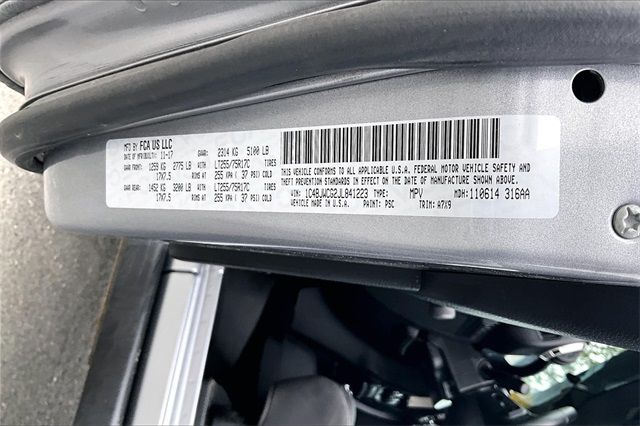 MFD BY FCA US LLC
DATE OF MFR/BUILT: 11-17 GVWR: 2314 KG 5100 LB
GAWR FRONT: 1259 KG 2775 LB WITH LT255/75R17C TIRES
17X7.5 RIMS AT 255 KPA ( 37 PSI) COLD
GAWR REAR: 1452 KG 3200 LB WITH LT255/75R17C TIRES
17X7.5 RIMS AT 255 KPA ( 37 PSI) COLD
THIS VEHICLE CONFORMS TO ALL APPLICABLE U.S.A. FEDERAL MOTOR VEHICLE SAFETY AND
THEFT PREVENTION STANDARDS IN EFFECT ON THE DATE OF MANUFACTURE SHOWN ABOVE.
VIN: 1C4BJWCG2JL841223 TYPE: MPV MDH: 110614 316AA
VEHICLE MADE IN U.S.A. PAINT: PSC TRIM: A7X9